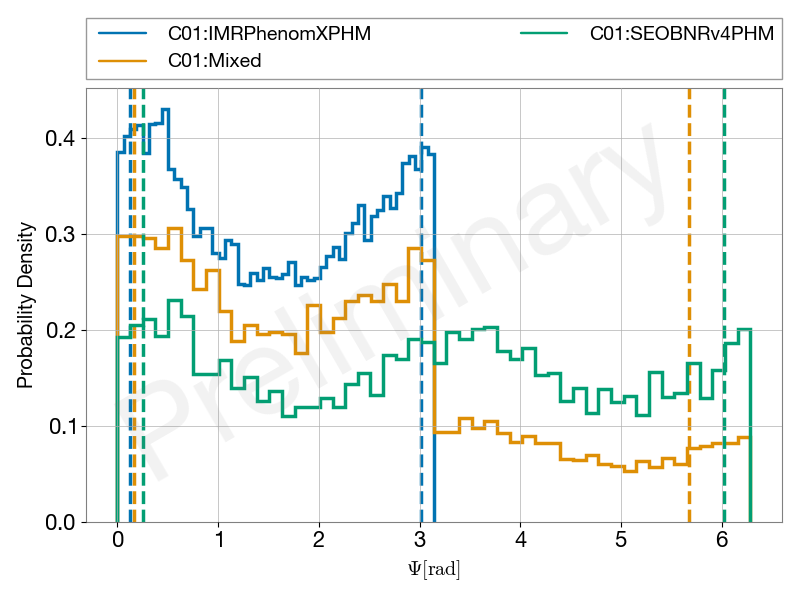 C01:IMRPhenomXPHM C01:SEOBNRv4PHM
C01:Mixed
Probability Density
0.4
0.3
0.2
0.1
0.0
0 1 2 3 4 5 6
Ψ[rad]
Preliminary